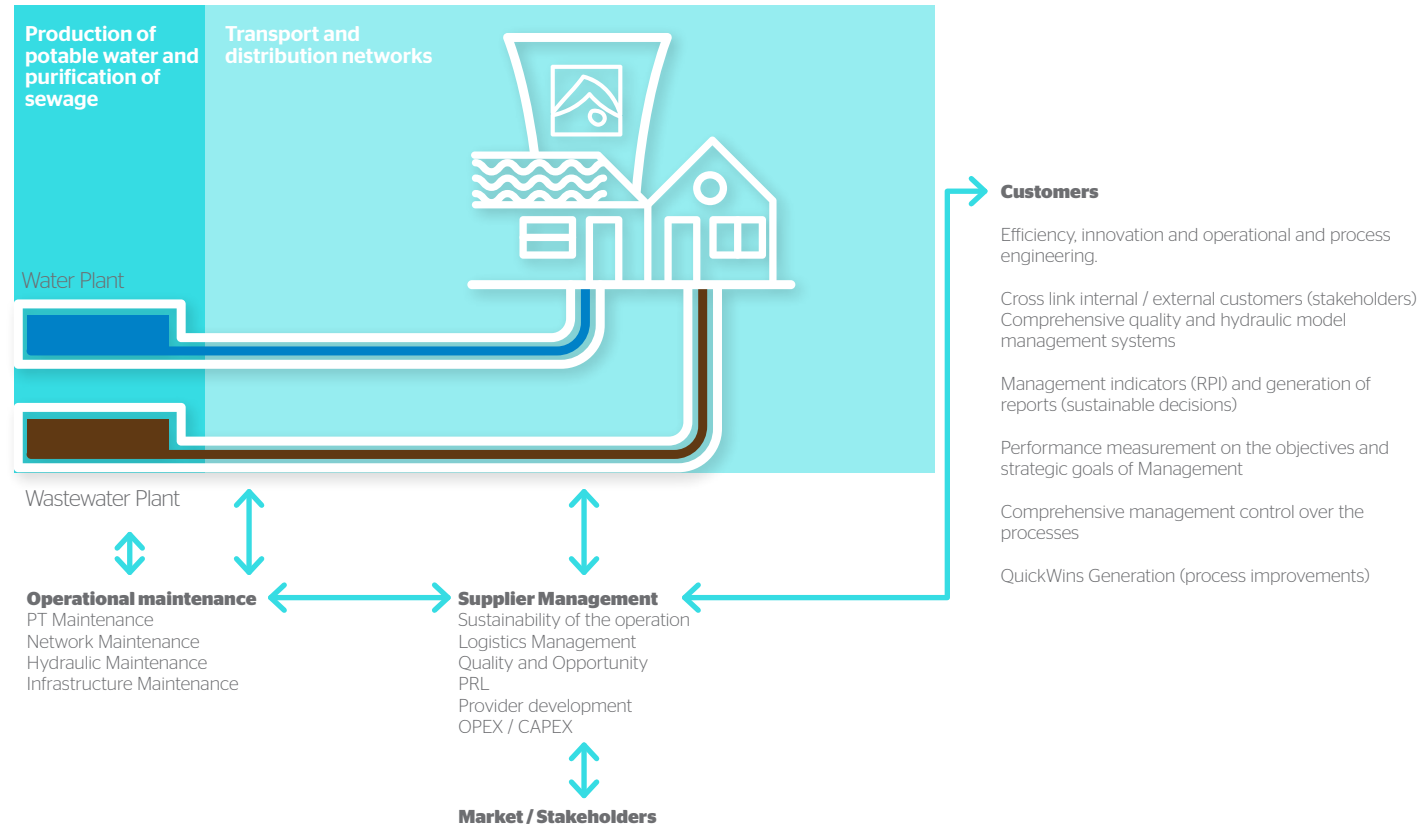 Production of
potable water and
purification of
sewage
Transport and
distribution networks
Water Plant
Wastewater Plant
Operational maintenance
PT Maintenance
Network Maintenance
Hydraulic Maintenance
Infrastructure Maintenance
Supplier Management
Sustainability of the operation
Logistics Management
Quality and Opportunity
PRL
Provider development
OPEX / CAPEX
Market / Stakeholders
Customers
Efficiency, innovation and operational and process
engineering.
Cross link internal / external customers (stakeholders)
Comprehensive quality and hydraulic model
management systems
Management indicators (RPI) and generation of
reports (sustainable decisions)
Performance measurement on the objectives and
strategic goals of Management
Comprehensive management control over the
processes
QuickWins Generation (process improvements)